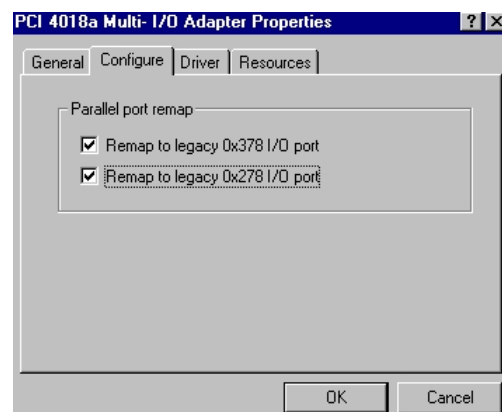 PCI 4018a Multi- I/O Adapter Properties ? X
General Configure Driver Resources
Parallel port remap
Remap to legacy 0x378 I/O port
Remap to legacy 0x278 I/O port
OK Cancel